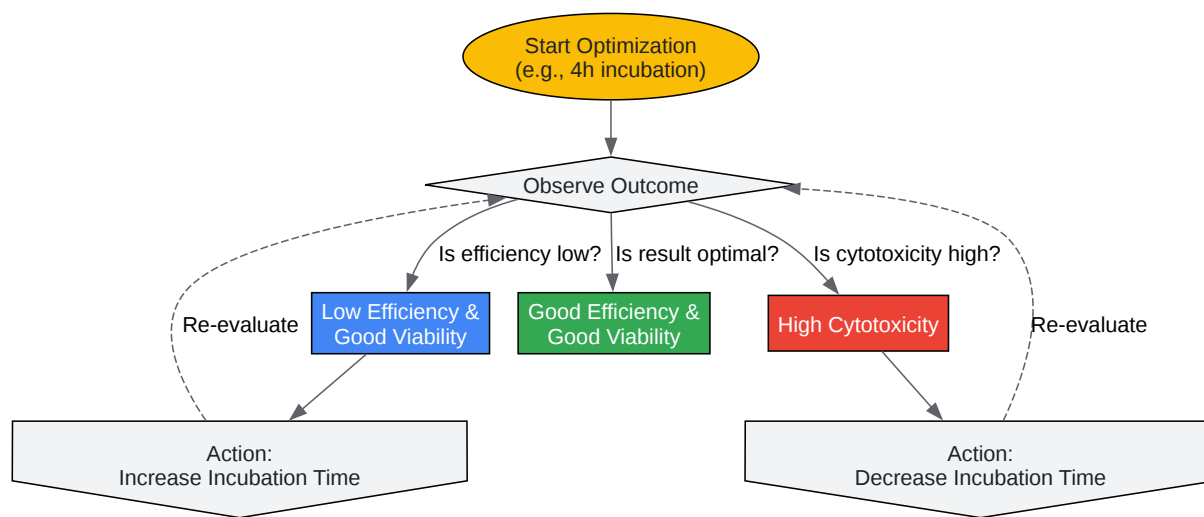 Start Optimization
(e.g., 4h incubation)
Observe Outcome
Is efficiency low?
Is result optimal?
Is cytotoxicity high?
Low Efficiency &
Good Viability
Good Efficiency &
Good Viability
High Cytotoxicity
Re-evaluate
Re-evaluate
Action:
Increase Incubation Time
Action:
Decrease Incubation Time